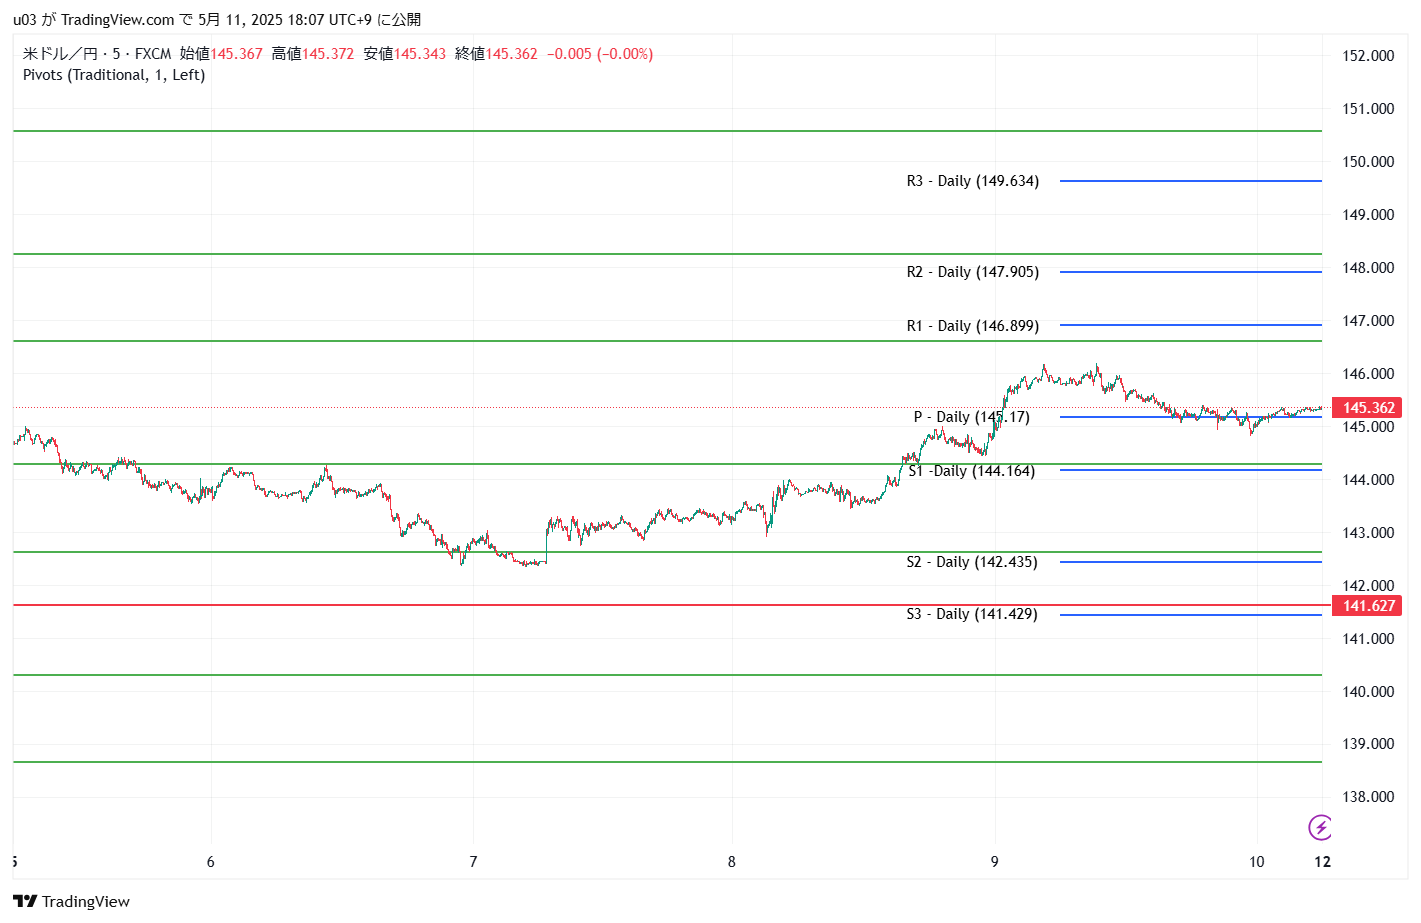 u03 が TradingView.com で 5月 11, 2025 18:07 UTC+9 に公開
米ドル／円 · 5 · FXCM 始値145.367 高値145.372 安値145.343 終値145.362 −0.005 (−0.00%)
Pivots (Traditional, 1, Left)
152.000
151.000
150.000
R3 - Daily (149.634)
149.000
148.000
R2 - Daily (147.905)
147.000
R1 - Daily (146.899)
146.000
145.362
P - Daily (145.17)
145.000
S1 -Daily (144.164)
144.000
143.000
S2 - Daily (142.435)
142.000
141.627
S3 - Daily (141.429)
141.000
140.000
139.000
138.000
5 6 7 8 9 10 12
TradingView